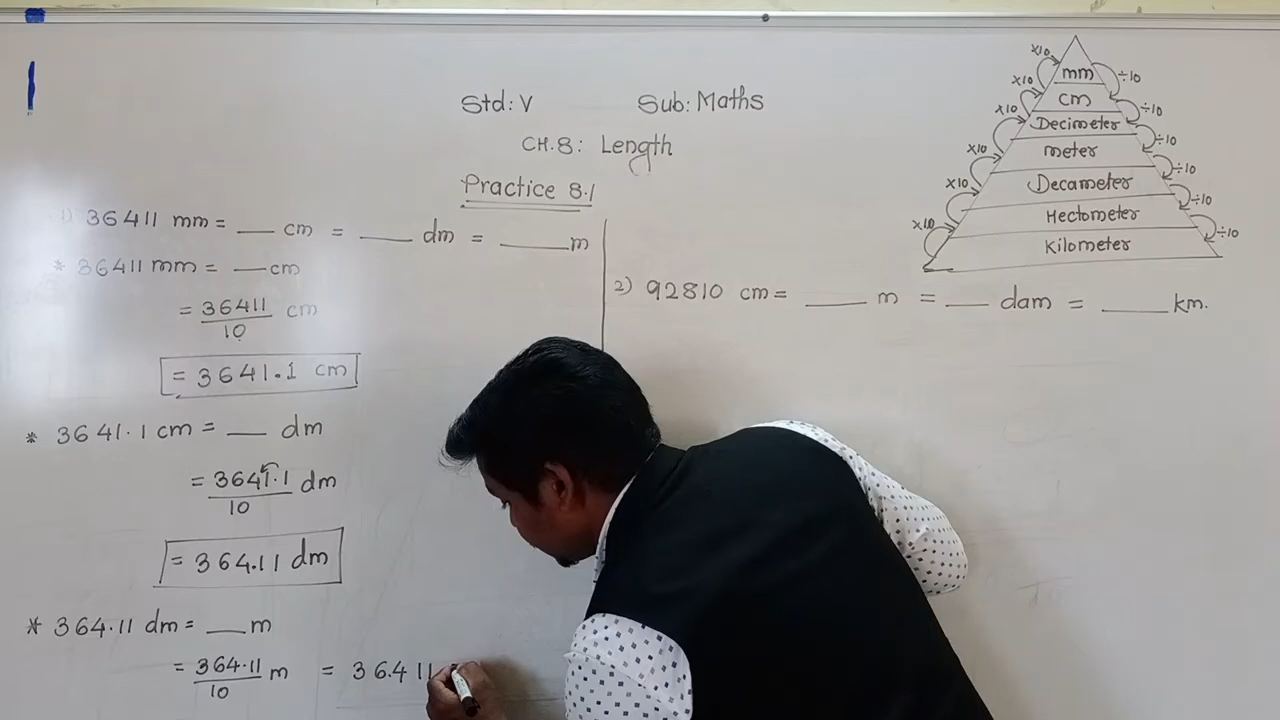 Std: V Sub: Maths
CH.8: Length
Practice 8.1
1) 36411 mm = ___ cm = ___ dm = ___ m
* 36411 mm = ___ cm
= 36411/10 cm
= 3641.1 cm
* 3641.1 cm = ___ dm
= 3641.1/10 dm
= 364.11 dm
* 364.11 dm = ___ m
= 364.11/10 m = 36.411
2) 92810 cm = ___ m = ___ dam = ___ km.
×10 mm ÷10
×10 cm ÷10
×10 Decimeter ÷10
×10 meter ÷10
×10 Decameter ÷10
×10 Hectometer ÷10
Kilometer